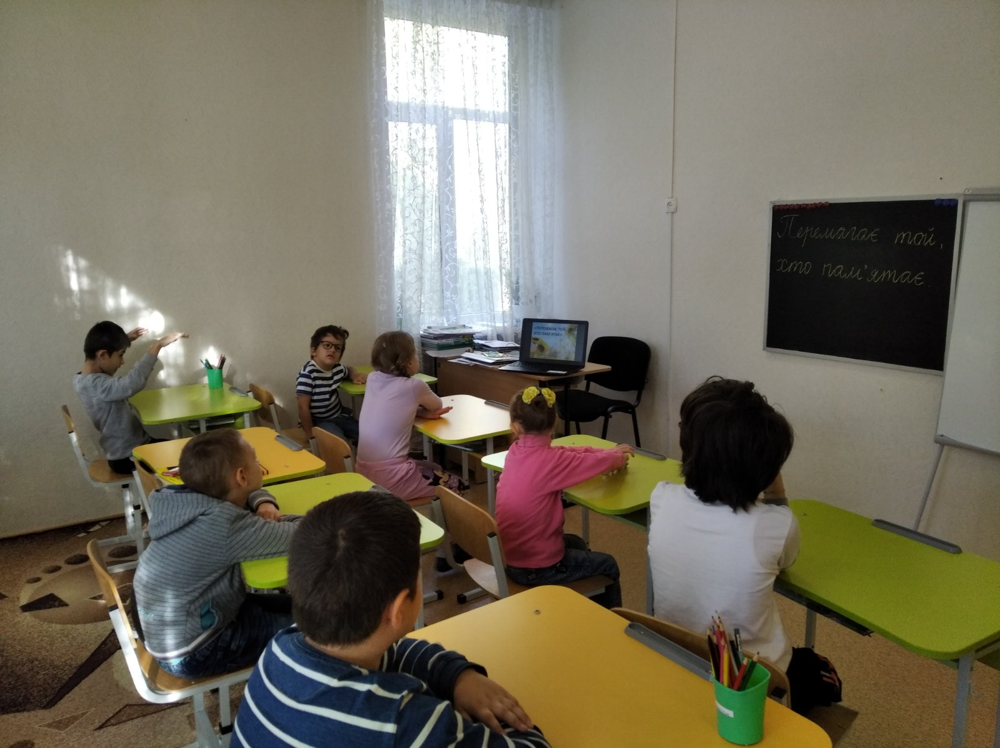 Перемагає той,
хто пам'ятає.
«ПЕРЕМАГАЄ ТОЙ,
ХТО ПАМ'ЯТАЄ»